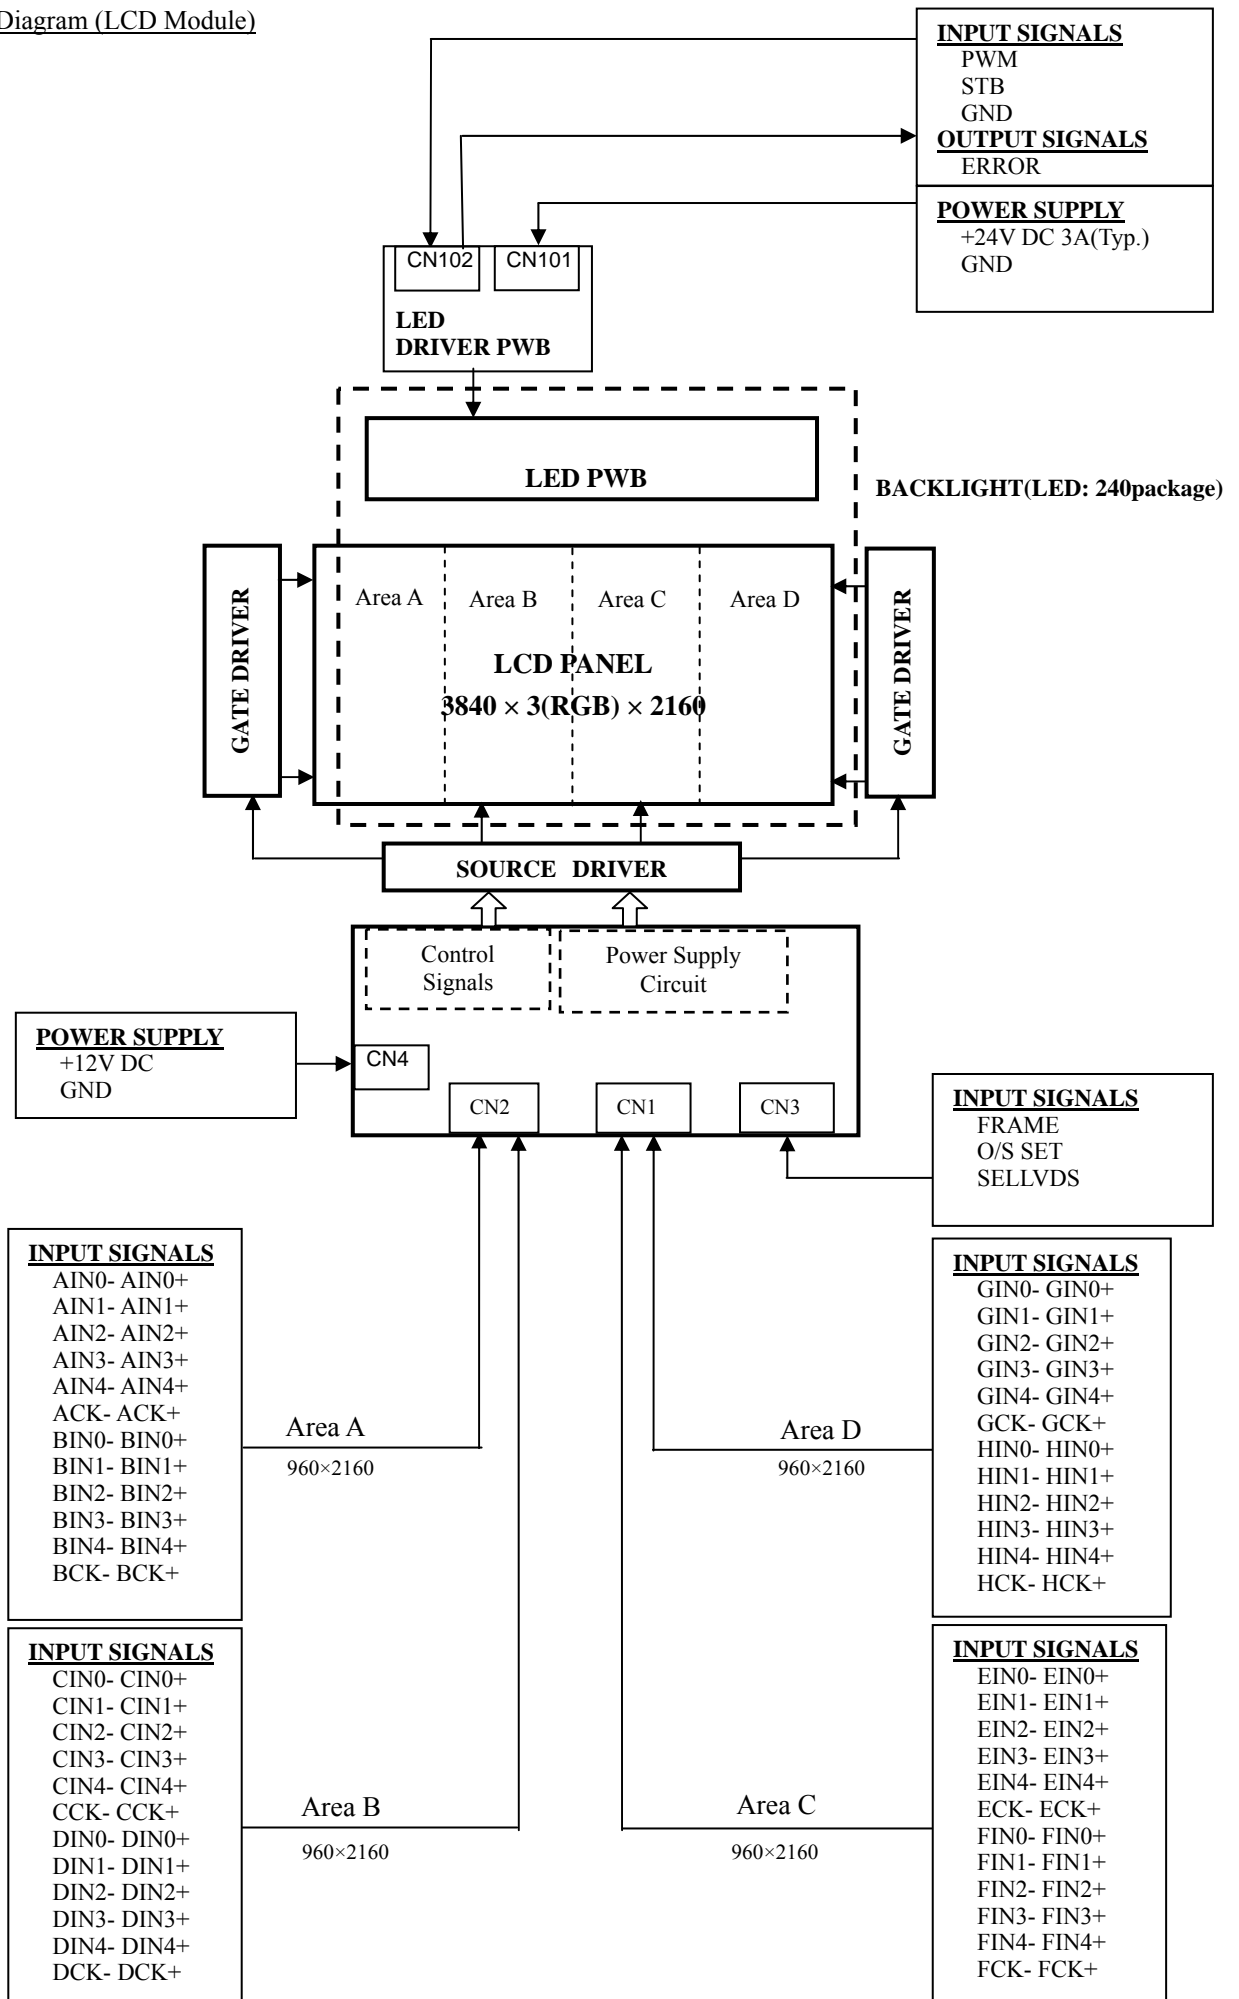 Diagram (LCD Module)
INPUT SIGNALS
PWM
STB
GND
OUTPUT SIGNALS
ERROR
POWER SUPPLY
+24V DC 3A(Typ.)
GND
CN102
CN101
LED
DRIVER PWB
LED PWB
BACKLIGHT(LED: 240package)
GATE DRIVER
Area A
Area B
Area C
Area D
LCD PANEL
3840 × 3(RGB) × 2160
GATE DRIVER
SOURCE DRIVER
Control
Signals
Power Supply
Circuit
POWER SUPPLY
+12V DC
GND
CN4
CN2
CN1
CN3
INPUT SIGNALS
FRAME
O/S SET
SELLVDS
INPUT SIGNALS
AIN0- AIN0+
AIN1- AIN1+
AIN2- AIN2+
AIN3- AIN3+
AIN4- AIN4+
ACK- ACK+
BIN0- BIN0+
BIN1- BIN1+
BIN2- BIN2+
BIN3- BIN3+
BIN4- BIN4+
BCK- BCK+
Area A
960×2160
Area D
960×2160
INPUT SIGNALS
GIN0- GIN0+
GIN1- GIN1+
GIN2- GIN2+
GIN3- GIN3+
GIN4- GIN4+
GCK- GCK+
HIN0- HIN0+
HIN1- HIN1+
HIN2- HIN2+
HIN3- HIN3+
HIN4- HIN4+
HCK- HCK+
INPUT SIGNALS
CIN0- CIN0+
CIN1- CIN1+
CIN2- CIN2+
CIN3- CIN3+
CIN4- CIN4+
CCK- CCK+
DIN0- DIN0+
DIN1- DIN1+
DIN2- DIN2+
DIN3- DIN3+
DIN4- DIN4+
DCK- DCK+
Area B
960×2160
Area C
960×2160
INPUT SIGNALS
EIN0- EIN0+
EIN1- EIN1+
EIN2- EIN2+
EIN3- EIN3+
EIN4- EIN4+
ECK- ECK+
FIN0- FIN0+
FIN1- FIN1+
FIN2- FIN2+
FIN3- FIN3+
FIN4- FIN4+
FCK- FCK+